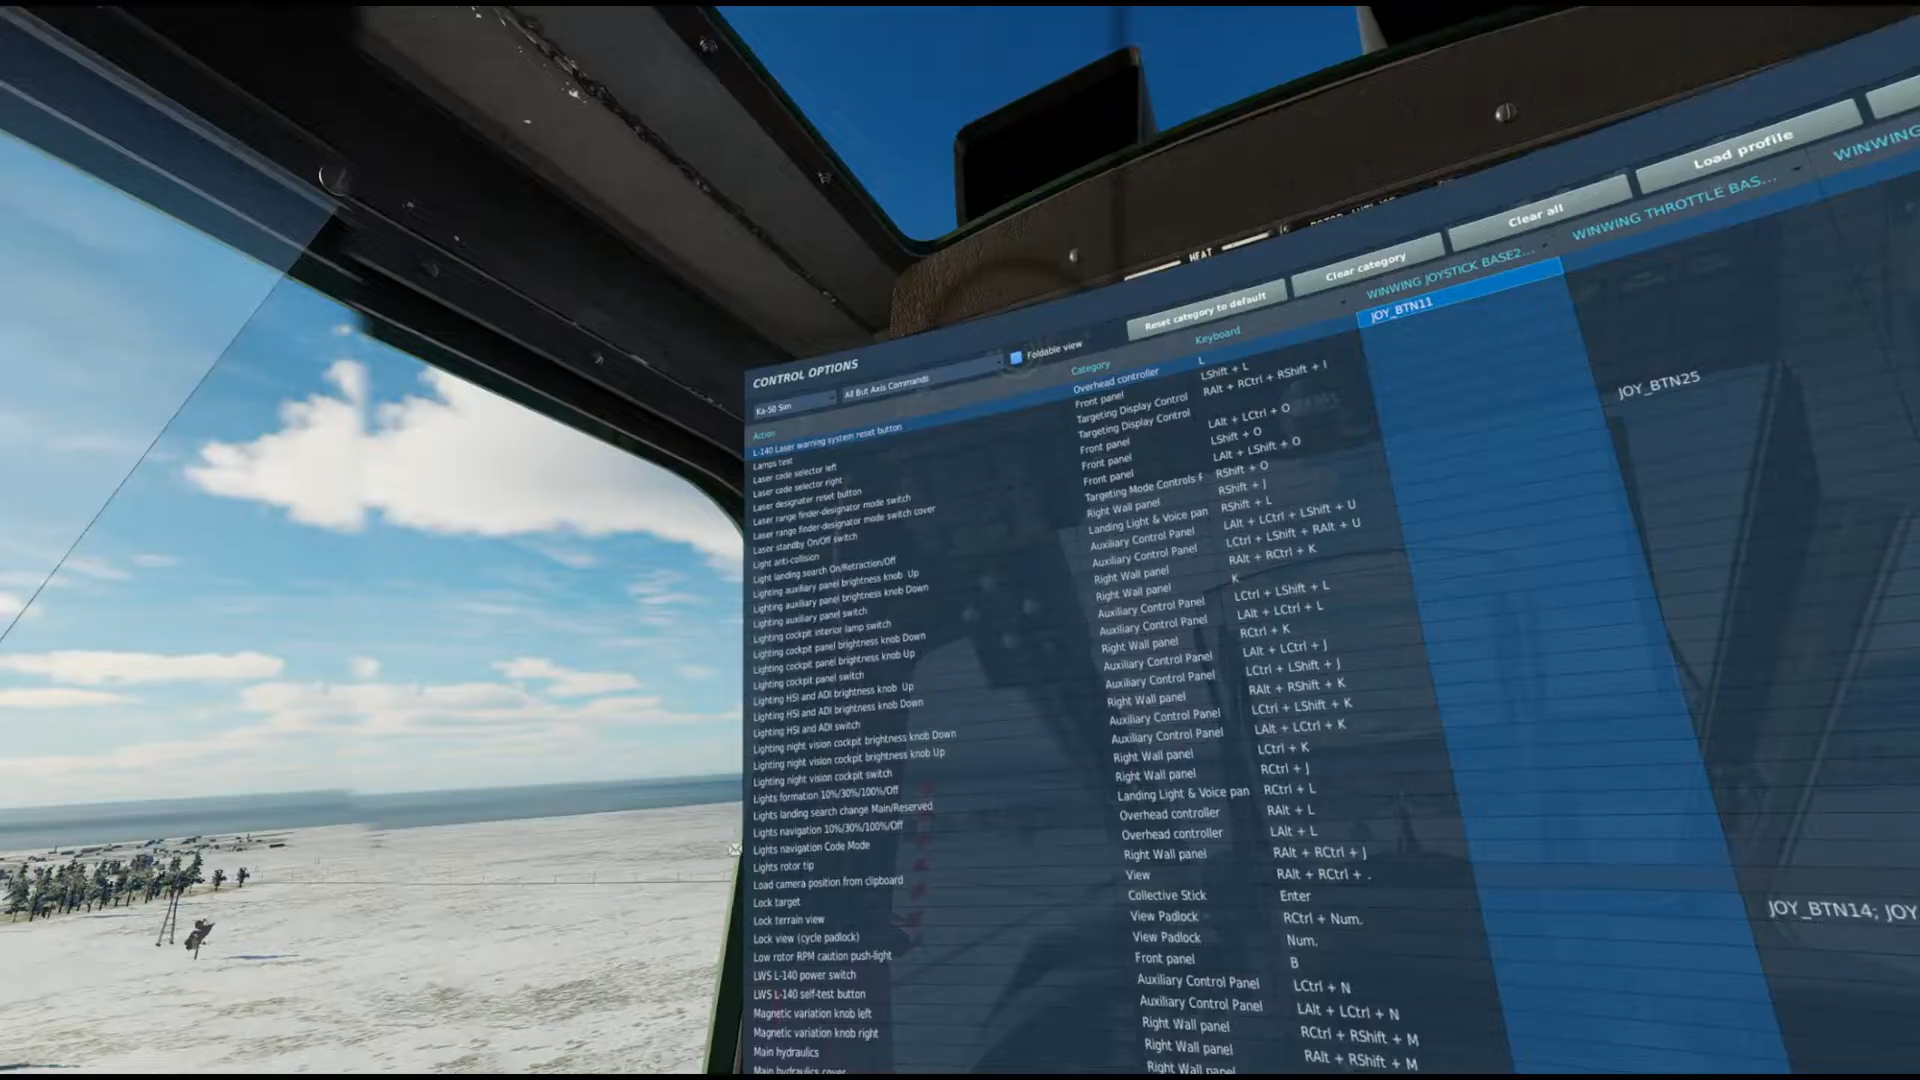 HEAT
Load profile
WINWING
Clear all
WINWING THROTTLE BAS...
Clear category
WINWING JOYSTICK BASE2...
Reset category to default
JOY_BTN11
CONTROL OPTIONS
Foldable view
Keyboard
Ka-50 Sim
All But Axis Commands
Category
Action
L-140 Laser warning system reset button
Lamps test
Laser code selector left
Laser code selector right
Laser designater reset button
Laser range finder-designator mode switch
Laser range finder-designator mode switch cover
Laser standby On/Off switch
Light anti-collision
Light landing search On/Retraction/Off
Lighting auxiliary panel brightness knob Up
Lighting auxiliary panel brightness knob Down
Lighting auxiliary panel switch
Lighting cockpit interior lamp switch
Lighting cockpit panel brightness knob Down
Lighting cockpit panel brightness knob Up
Lighting cockpit panel switch
Lighting HSI and ADI brightness knob Up
Lighting HSI and ADI brightness knob Down
Lighting HSI and ADI switch
Lighting night vision cockpit brightness knob Down
Lighting night vision cockpit brightness knob Up
Lighting night vision cockpit switch
Lights formation 10%/30%/100%/Off
Lights landing search change Main/Reserved
Lights navigation 10%/30%/100%/Off
Lights navigation Code Mode
Lights rotor tip
Load camera position from clipboard
Lock target
Lock terrain view
Lock view (cycle padlock)
Low rotor RPM caution push-light
LWS L-140 power switch
LWS L-140 self-test button
Magnetic variation knob left
Magnetic variation knob right
Main hydraulics
Main hydraulics cover
Overhead controller
Front panel
Targeting Display Control
Targeting Display Control
Front panel
Front panel
Front panel
Targeting Mode Controls P
Right Wall panel
Landing Light & Voice pan
Auxiliary Control Panel
Auxiliary Control Panel
Right Wall panel
Right Wall panel
Auxiliary Control Panel
Auxiliary Control Panel
Right Wall panel
Auxiliary Control Panel
Auxiliary Control Panel
Right Wall panel
Auxiliary Control Panel
Auxiliary Control Panel
Right Wall panel
Right Wall panel
Landing Light & Voice pan
Overhead controller
Overhead controller
Right Wall panel
View
Collective Stick
View Padlock
View Padlock
Front panel
Auxiliary Control Panel
Auxiliary Control Panel
Right Wall panel
Right Wall panel
Right Wall panel
L
LShift + L
RAlt + RCtrl + RShift + I
LAlt + LCtrl + O
LShift + O
LAlt + LShift + O
RShift + O
RShift + J
RShift + L
LAlt + LCtrl + LShift + U
LCtrl + LShift + RAlt + U
RAlt + RCtrl + K
K
LCtrl + LShift + L
LAlt + LCtrl + L
RCtrl + K
LAlt + LCtrl + J
LCtrl + LShift + J
RAlt + RShift + K
LCtrl + LShift + K
LAlt + LCtrl + K
LCtrl + K
RCtrl + J
RCtrl + L
RAlt + L
LAlt + L
RAlt + RCtrl + J
RAlt + RCtrl + .
Enter
RCtrl + Num.
Num.
B
LCtrl + N
LAlt + LCtrl + N
RCtrl + RShift + M
RAlt + RShift + M
JOY_BTN25
JOY_BTN14; JOY